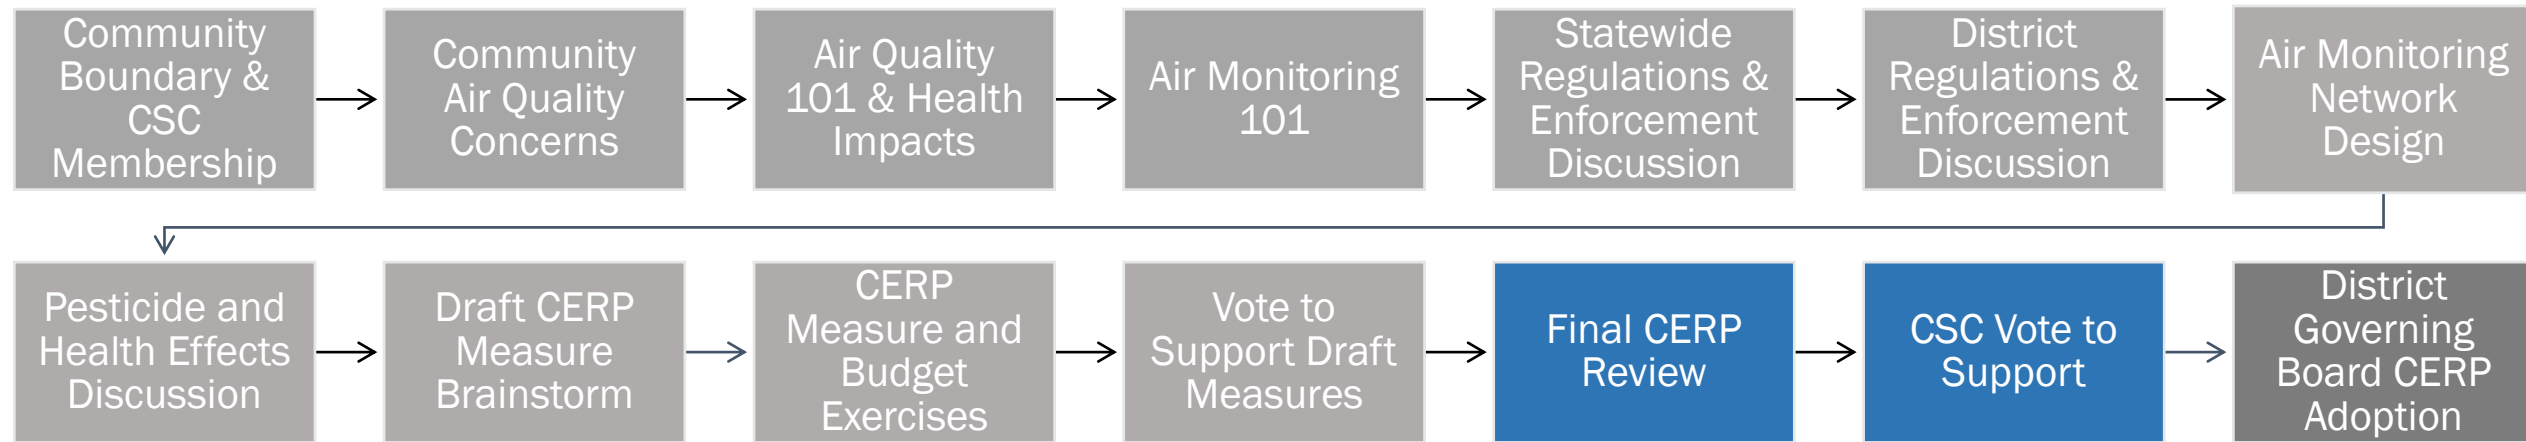 Community
Boundary &
CSC
Membership
Community
Air Quality
Concerns
Air Quality
101 & Health
Impacts
Air Monitoring
101
Statewide
Regulations &
Enforcement
Discussion
District
Regulations &
Enforcement
Discussion
Air Monitoring
Network
Design
Pesticide and
Health Effects
Discussion
Draft CERP
Measure
Brainstorm
CERP
Measure and
Budget
Exercises
Vote to
Support Draft
Measures
Final CERP
Review
CSC Vote to
Support
District
Governing
Board CERP
Adoption